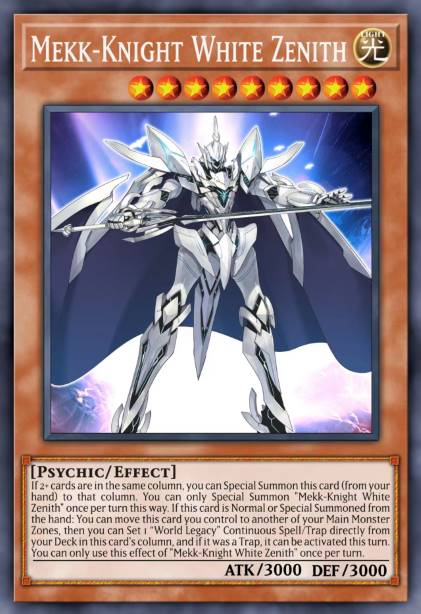 MEKK-KNIGHT WHITE ZENITH
LIGHT
光
[PSYCHIC/EFFECT]
If 2+ cards are in the same column, you can Special Summon this card (from your
hand) to that column. You can only Special Summon "Mekk-Knight White
Zenith" once per turn this way. If this card is Normal or Special Summoned from
the hand: You can move this card you control to another of your Main Monster
Zones, then you can Set 1 "World Legacy" Continuous Spell/Trap directly from
your Deck in this card's column, and if it was a Trap, it can be activated this turn.
You can only use this effect of "Mekk-Knight White Zenith" once per turn.
ATK/3000 DEF/3000